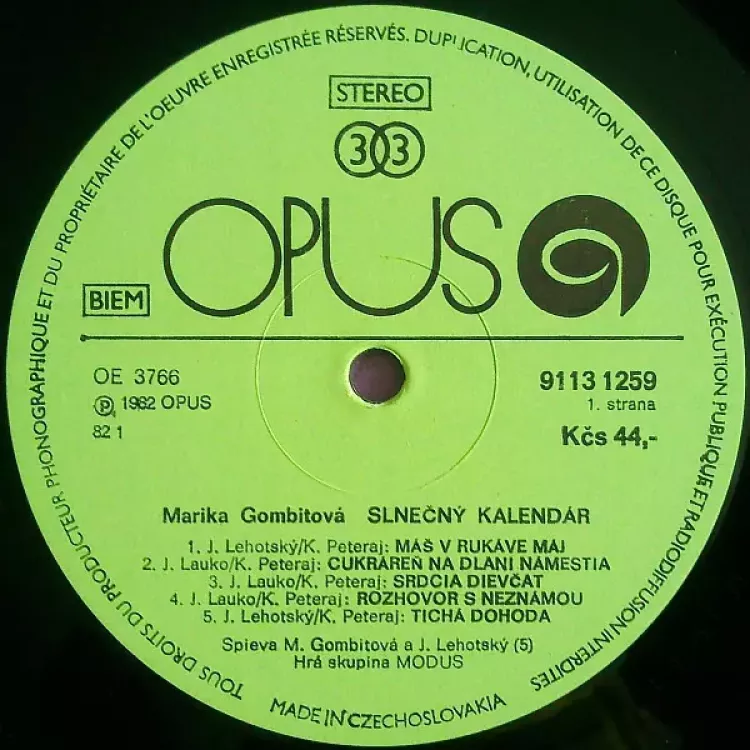 TOUS DROITS DU PRODUCTEUR PHONOGRAPHIQUE ET DU PROPRIÉTAIRE DE L'OEUVRE ENREGISTRÉE RÉSERVÉS. DUPLICATION, UTILISATION DE CE DISQUE POUR EXÉCUTION PUBLIQUE ET RADIODIFFUSION INTERDITES
STEREO
33
OPUS
BIEM
OE 3766
℗ 1982 OPUS
82 1
9113 1259
1. strana
Kčs 44,-
Marika Gombitová SLNEČNÝ KALENDÁR
1. J. Lehotský/K. Peteraj: MÁŠ V RUKÁVE MÁJ
2. J. Lauko/K. Peteraj: CUKRÁREŇ NA DLANI NÁMESTIA
3. J. Lauko/K. Peteraj: SRDCIA DIEVČAT
4. J. Lauko/K. Peteraj: ROZHOVOR S NEZNÁMOU
5. J. Lehotský/K. Peteraj: TICHÁ DOHODA
Spieva M. Gombitová a J. Lehotský (5)
Hrá skupina MODUS
MADE IN CZECHOSLOVAKIA